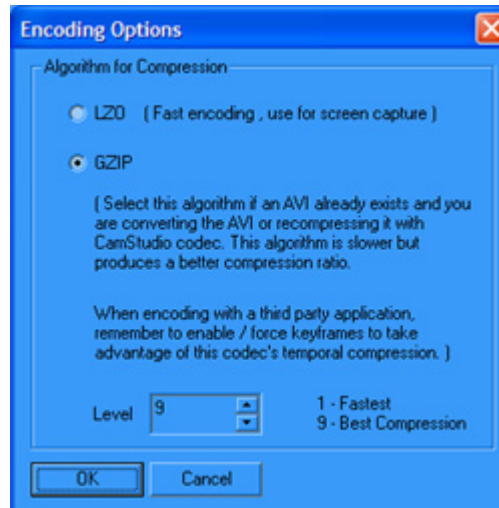 Encoding Options
Algorithm for Compression
LZO ( Fast encoding , use for screen capture )
GZIP
( Select this algorithm if an AVI already exists and you
are converting the AVI or recompressing it with
CamStudio codec. This algorithm is slower but
produces a better compression ratio.
When encoding with a third party application,
remember to enable / force keyframes to take
advantage of this codec's temporal compression. )
Level 9 1 - Fastest
9 - Best Compression
OK Cancel